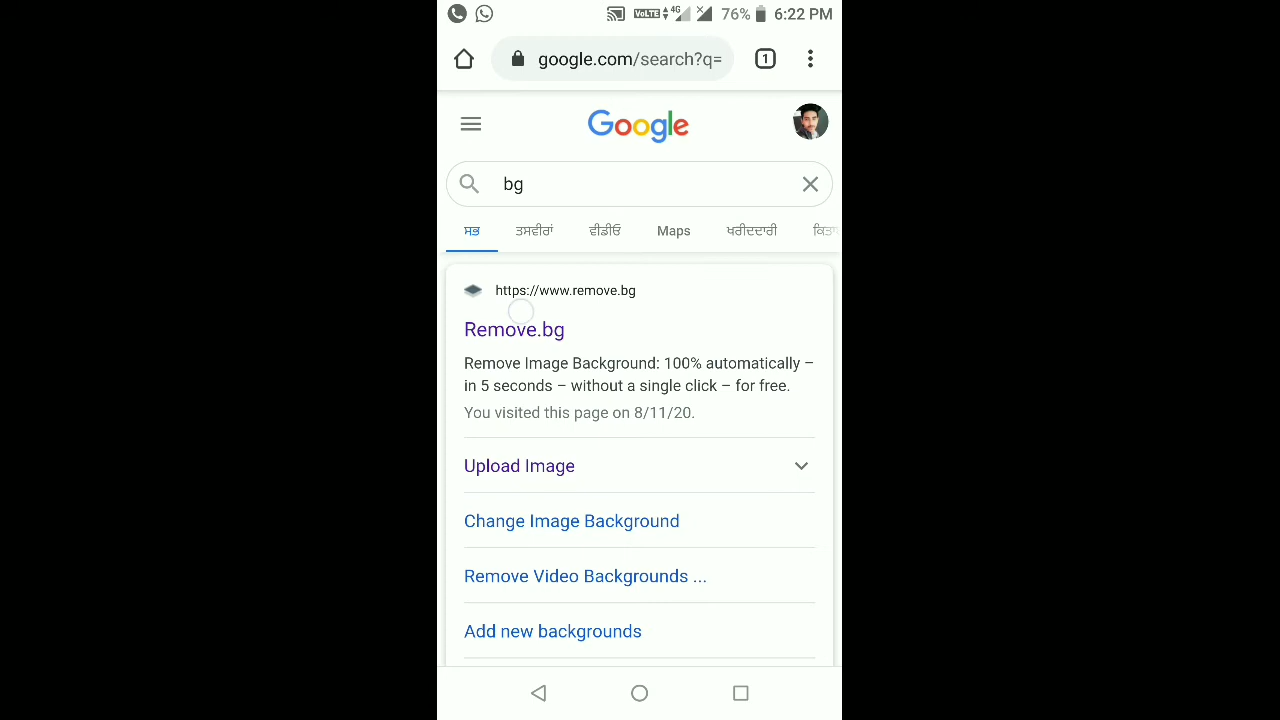 VoLTE 4G 76% 6:22 PM
google.com/search?q= 1
Google
bg
ਸਭ ਤਸਵੀਰਾਂ ਵੀਡੀਓ Maps ਖਰੀਦਦਾਰੀ
https://www.remove.bg
Remove.bg
Remove Image Background: 100% automatically –
in 5 seconds – without a single click – for free.
You visited this page on 8/11/20.
Upload Image
Change Image Background
Remove Video Backgrounds ...
Add new backgrounds